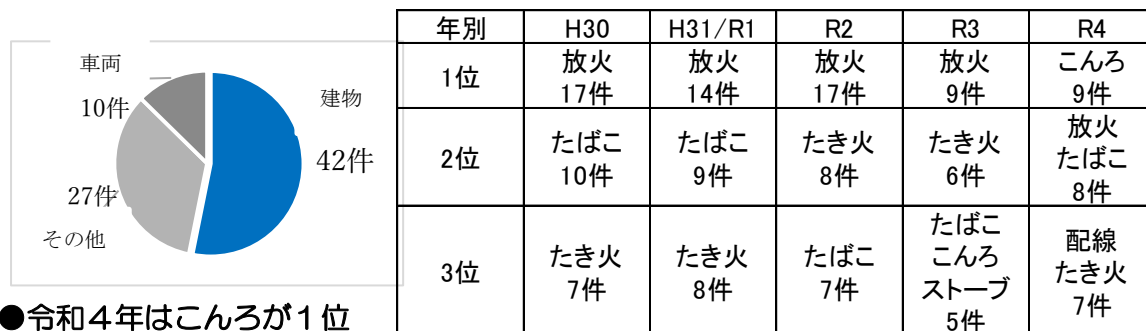 車両
10件
建物
42件
27件
その他
●令和４年はこんろが１位
年別 H30 H31/R1 R2 R3 R4
1位 放火 17件 放火 14件 放火 17件 放火 9件 こんろ 9件
2位 たばこ 10件 たばこ 9件 たき火 8件 たき火 6件 放火 たばこ 8件
3位 たき火 7件 たき火 8件 たばこ 7件 たばこ こんろ ストーブ 5件 配線 たき火 7件